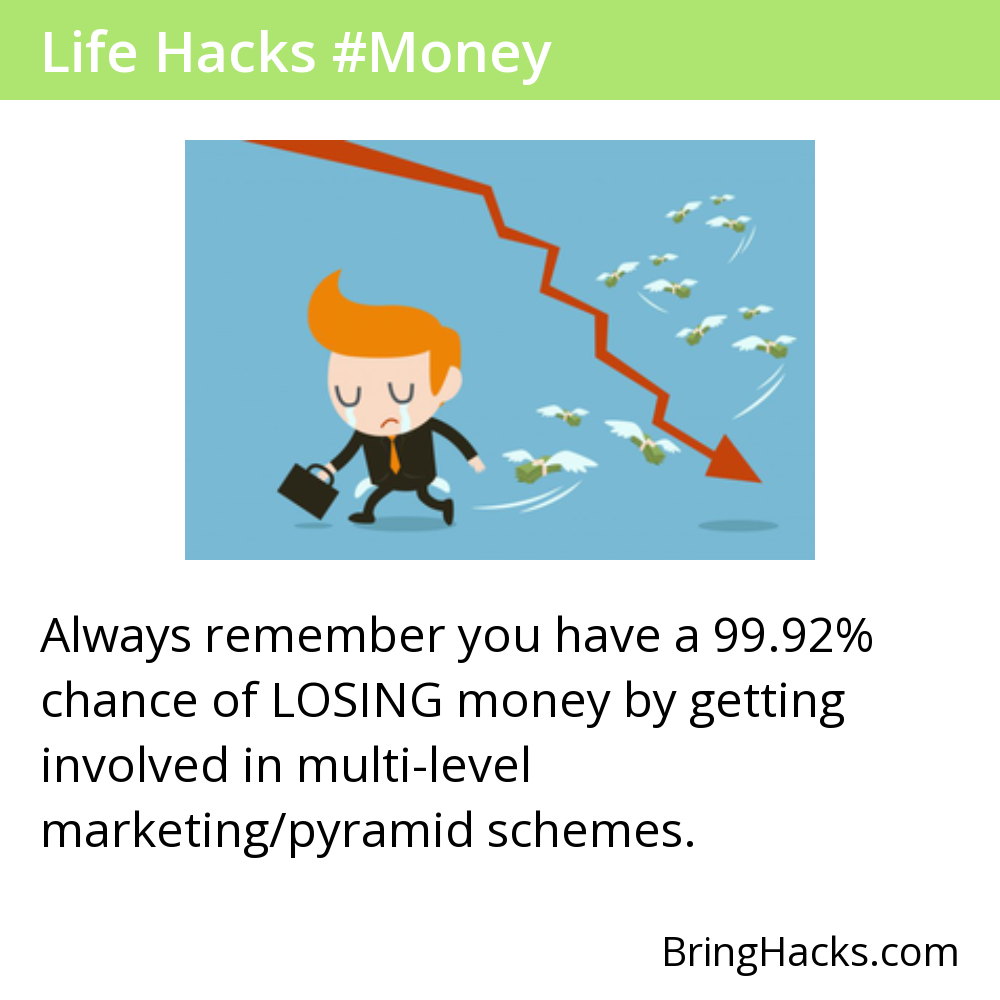 Life Hacks #Money
Always remember you have a 99.92%
chance of LOSING money by getting
involved in multi-level
marketing/pyramid schemes.
BringHacks.com